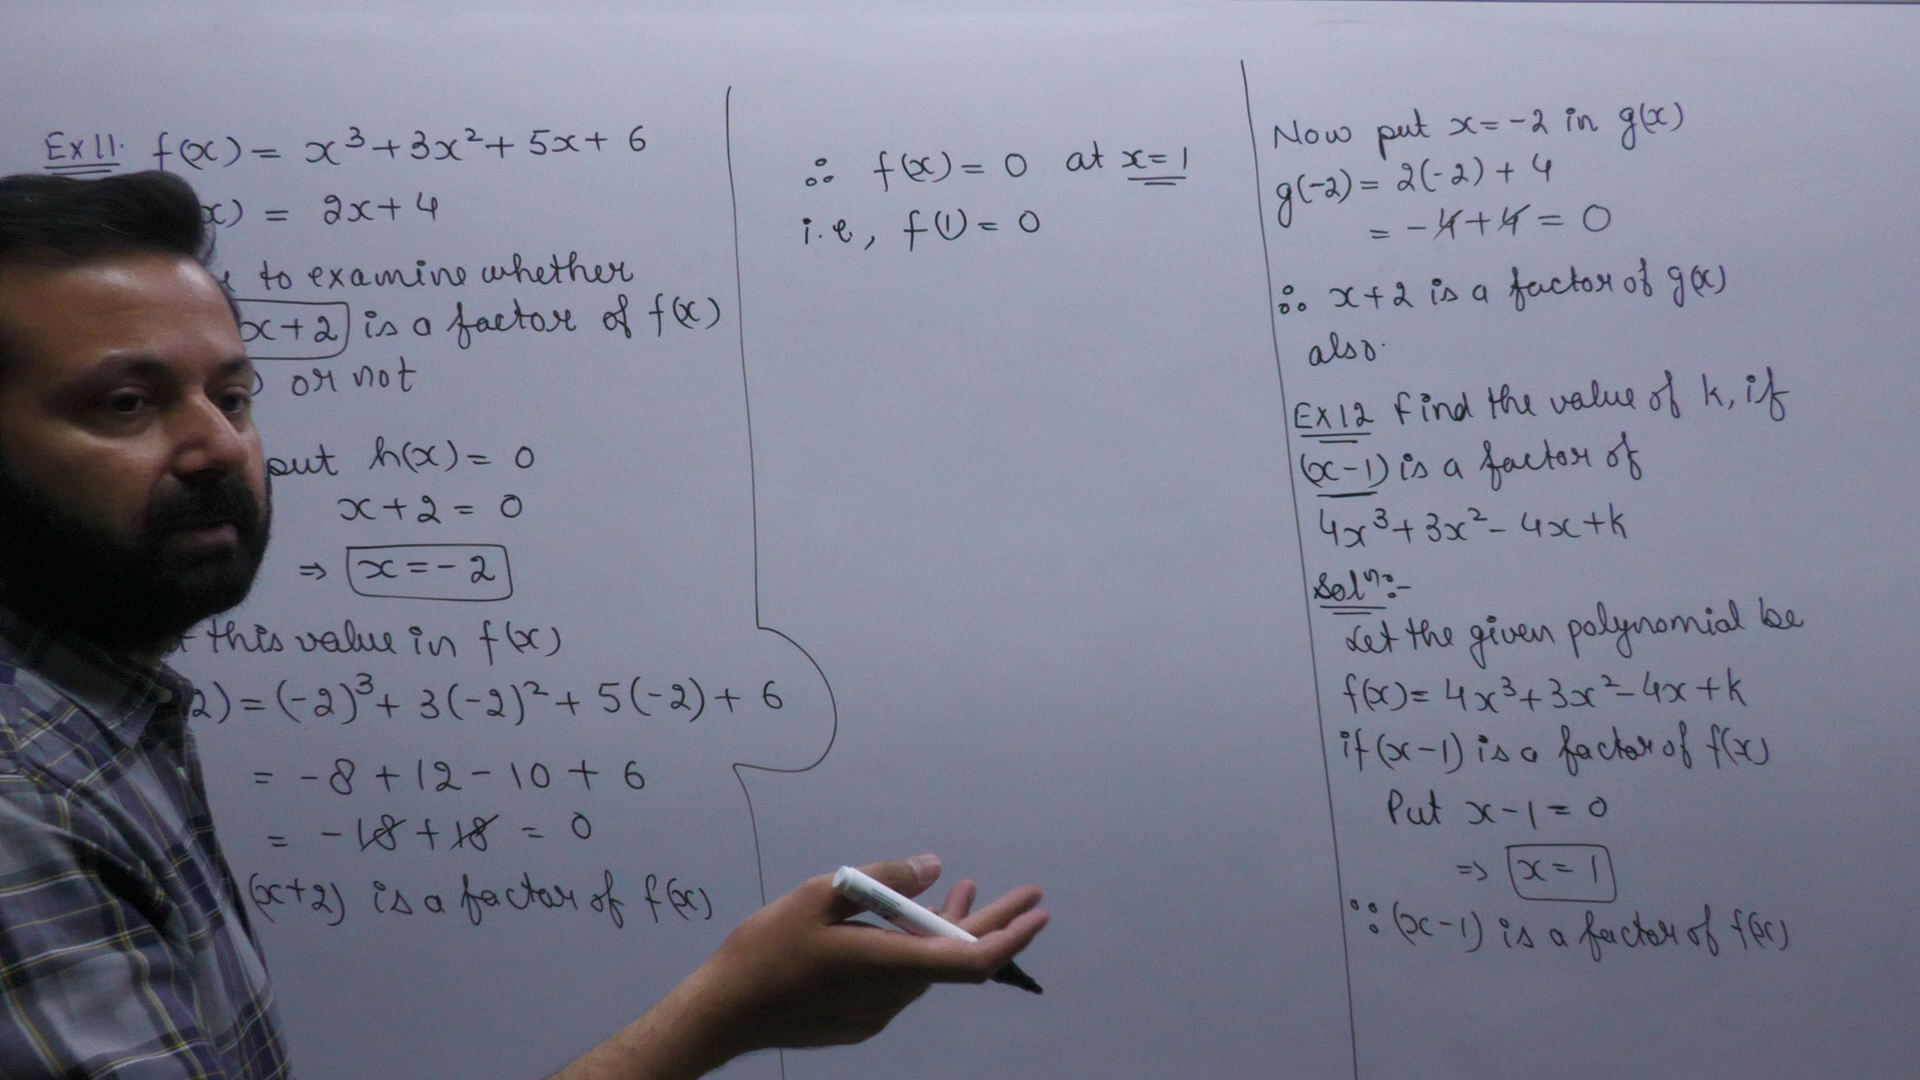 Ex 11. f(x) = x³ + 3x² + 5x + 6
x) = 2x + 4
to examine whether
x+2 is a factor of f(x)
or not
put h(x) = 0
x + 2 = 0
⇒ x = -2
this value in f(x)
2) = (-2)³ + 3(-2)² + 5(-2) + 6
= -8 + 12 - 10 + 6
= -18 + 18 = 0
(x+2) is a factor of f(x)
∴ f(x) = 0 at x = 1
i.e, f(1) = 0
Now put x = -2 in g(x)
g(-2) = 2(-2) + 4
= -4 + 4 = 0
∴ x+2 is a factor of g(x)
also.
EX12 Find the value of k, if
(x-1) is a factor of
4x³ + 3x² - 4x + k
Solⁿ:-
Let the given polynomial be
f(x) = 4x³ + 3x² - 4x + k
if (x-1) is a factor of f(x)
Put x - 1 = 0
⇒ x = 1
∵ (x-1) is a factor of f(x)